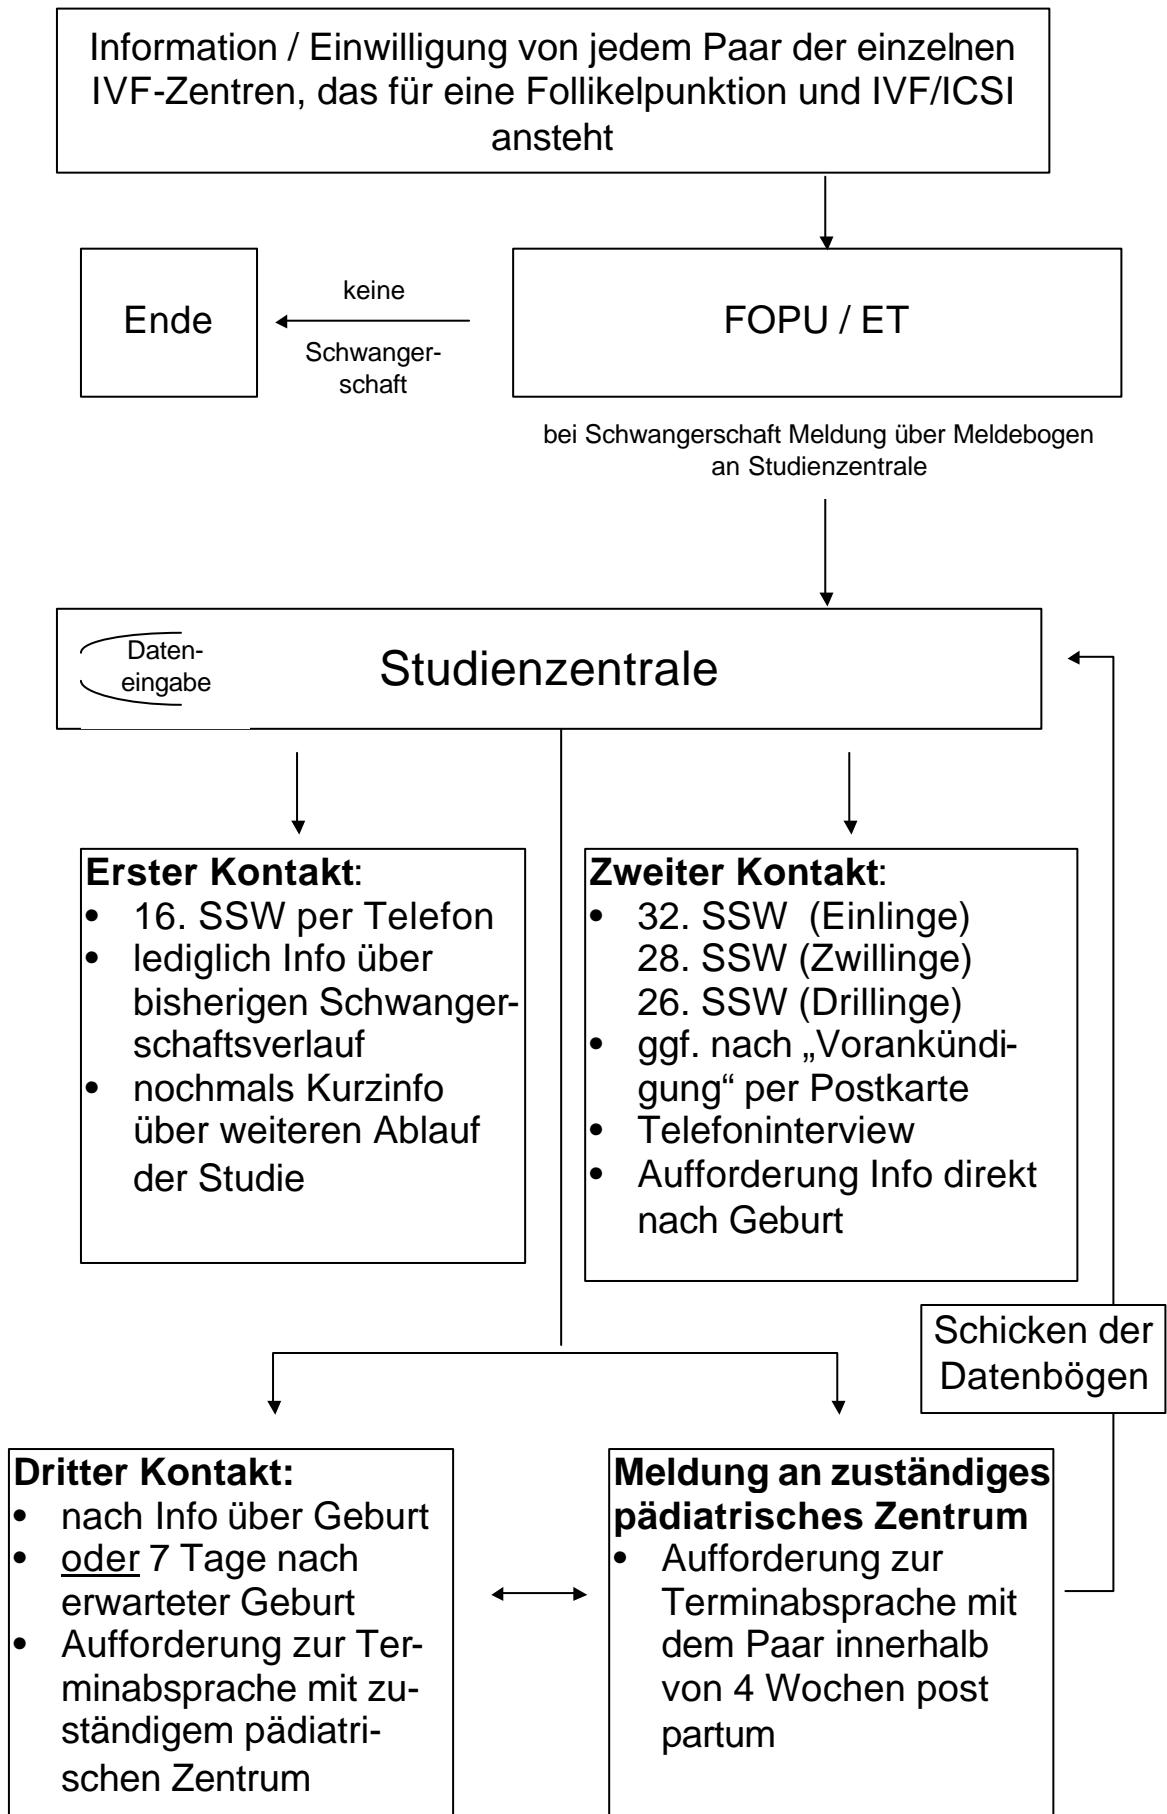 Information / Einwilligung von jedem Paar der einzelnen
IVF-Zentren, das für eine Follikelpunktion und IVF/ICSI
ansteht
Ende
keine
Schwanger-
schaft
FOPU / ET
bei Schwangerschaft Meldung über Meldebogen
an Studienzentrale
Daten-
eingabe
Studienzentrale
Erster Kontakt:
• 16. SSW per Telefon
• lediglich Info über
bisherigen Schwanger-
schaftsverlauf
• nochmals Kurzinfo
über weiteren Ablauf
der Studie
Zweiter Kontakt:
• 32. SSW (Einlinge)
28. SSW (Zwillinge)
26. SSW (Drillinge)
• ggf. nach „Vorankündi-
gung“ per Postkarte
• Telefoninterview
• Aufforderung Info direkt
nach Geburt
Schicken der
Datenbögen
Dritter Kontakt:
• nach Info über Geburt
• oder 7 Tage nach
erwarteter Geburt
• Aufforderung zur Ter-
minabsprache mit zu-
ständigem pädiatri-
schen Zentrum
Meldung an zuständiges
pädiatrisches Zentrum
• Aufforderung zur
Terminabsprache mit
dem Paar innerhalb
von 4 Wochen post
partum